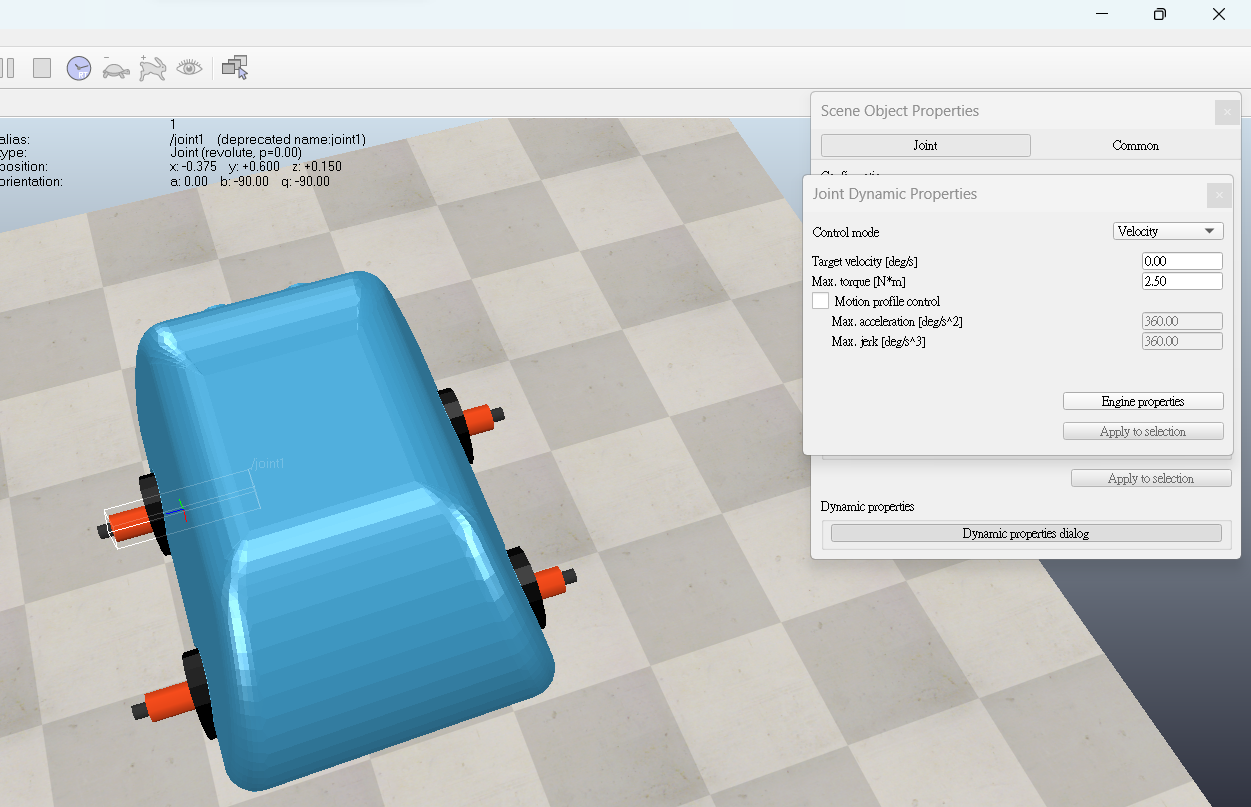 1
alias:
/joint1 (deprecated name:joint1)
type:
Joint (revolute, p=0.00)
position:
x: -0.375 y: +0.600 z: +0.150
orientation:
a: 0.00 b: -90.00 q: -90.00
RT
/joint1
Scene Object Properties
Joint
Common
Joint Dynamic Properties
Control mode
Velocity
Target velocity [deg/s]
0.00
Max. torque [N*m]
2.50
Motion profile control
Max. acceleration [deg/s^2]
360.00
Max. jerk [deg/s^3]
360.00
Engine properties
Apply to selection
Apply to selection
Dynamic properties
Dynamic properties dialog